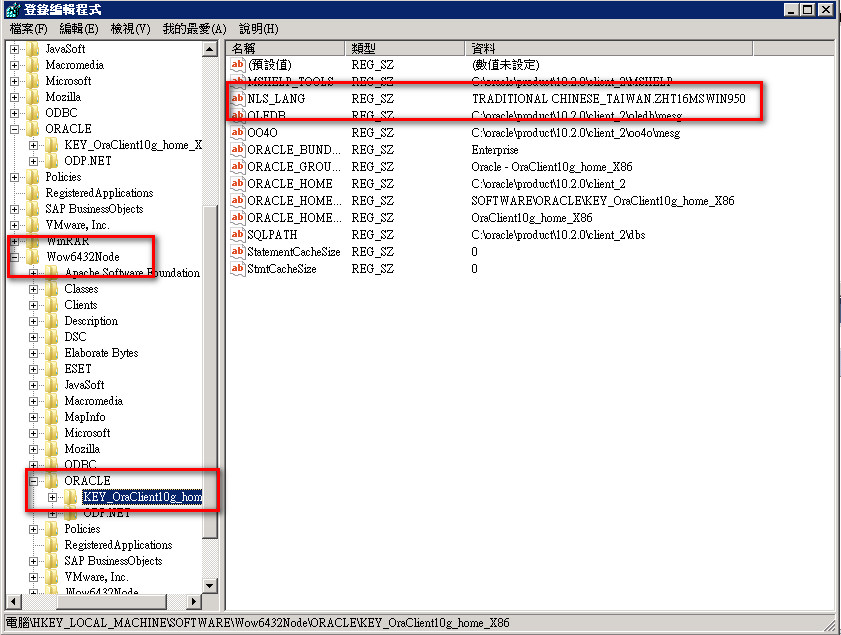 登錄編輯程式
檔案(F) 編輯(E) 檢視(V) 我的最愛(A) 說明(H)
JavaSoft
Macromedia
Microsoft
Mozilla
ODBC
ORACLE
KEY_OraClient10g_home_X
ODP.NET
Policies
RegisteredApplications
SAP BusinessObjects
VMware, Inc.
WinRAR
Wow6432Node
Apache Software Foundation
Classes
Clients
Description
DSC
Elaborate Bytes
ESET
JavaSoft
Macromedia
MapInfo
Microsoft
Mozilla
ODBC
ORACLE
KEY_OraClient10g_hom
ODP.NET
Policies
RegisteredApplications
SAP BusinessObjects
VMware, Inc.
Wow6432Node
名稱 類型 資料
(預設值) REG_SZ (數值未設定)
MSHELP_TOOLS REG_SZ C:\oracle\product\10.2.0\client_2\MSHELP
NLS_LANG REG_SZ TRADITIONAL CHINESE_TAIWAN.ZHT16MSWIN950
OLEDB REG_SZ C:\oracle\product\10.2.0\client_2\oledb\mesg
OO4O REG_SZ C:\oracle\product\10.2.0\client_2\oo4o\mesg
ORACLE_BUND... REG_SZ Enterprise
ORACLE_GROU... REG_SZ Oracle - OraClient10g_home_X86
ORACLE_HOME REG_SZ C:\oracle\product\10.2.0\client_2
ORACLE_HOME... REG_SZ SOFTWARE\ORACLE\KEY_OraClient10g_home_X86
ORACLE_HOME... REG_SZ OraClient10g_home_X86
SQLPATH REG_SZ C:\oracle\product\10.2.0\client_2\dbs
StatementCacheSize REG_SZ 0
StmtCacheSize REG_SZ 0
電腦\HKEY_LOCAL_MACHINE\SOFTWARE\Wow6432Node\ORACLE\KEY_OraClient10g_home_X86